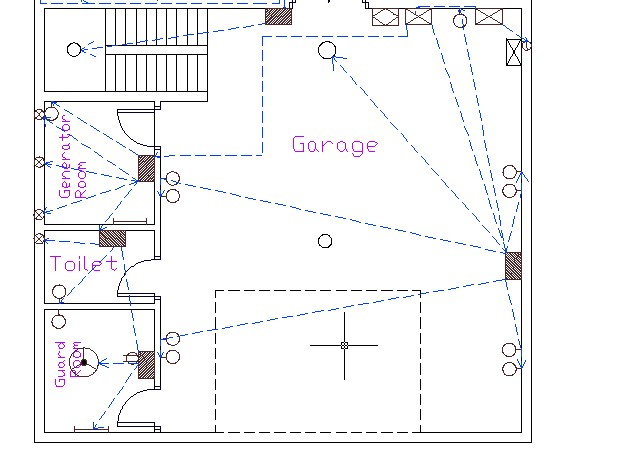 Garage
Generator
Room
Toilet
Guard
Room